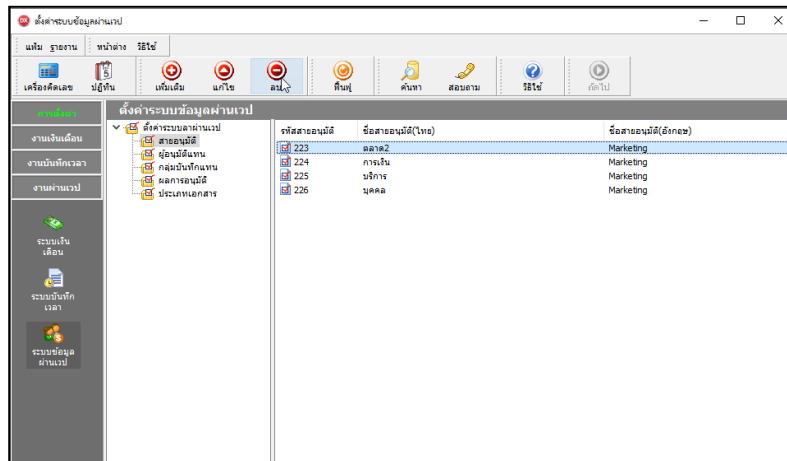 ตั้งค่าระบบข้อมูลผ่านเวป
แฟ้ม รายงาน หน้าต่าง วิธีใช้
เครื่องคิดเลข ปฏิทิน เพิ่มเติม แก้ไข ลบ ฟื้นฟู ค้นหา สอบถาม วิธีใช้ ถัดไป
งานตั้งค่า
งานเงินเดือน
งานบันทึกเวลา
งานผ่านเวป
ระบบเงิน
เดือน
ระบบบันทึก
เวลา
ระบบข้อมูล
ผ่านเวป
ตั้งค่าระบบข้อมูลผ่านเวป
ตั้งค่าระบบลาผ่านเวป
สายอนุมัติ
ผู้อนุมัติแทน
กลุ่มบันทึกแทน
ผลการอนุมัติ
ประเภทเอกสาร
รหัสสายอนุมัติ ชื่อสายอนุมัติ(ไทย) ชื่อสายอนุมัติ(อังกฤษ)
223 ตลาด2 Marketing
224 การเงิน Marketing
225 บริการ Marketing
226 บุคคล Marketing